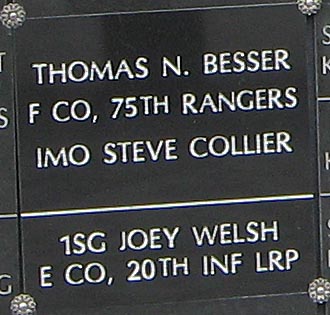 THOMAS N. BESSER
F CO, 75TH RANGERS
IMO STEVE COLLIER
1SG JOEY WELSH
E CO, 20TH INF LRP